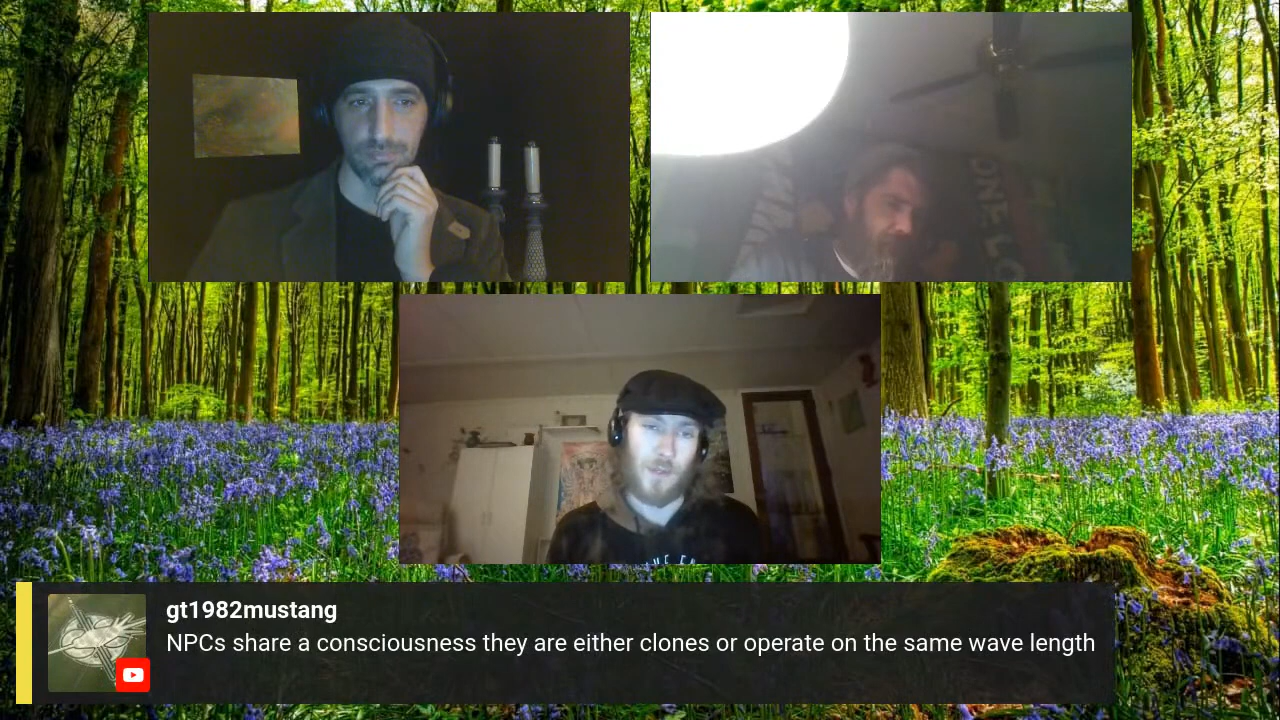 gt1982mustang
NPCs share a consciousness they are either clones or operate on the same wave length